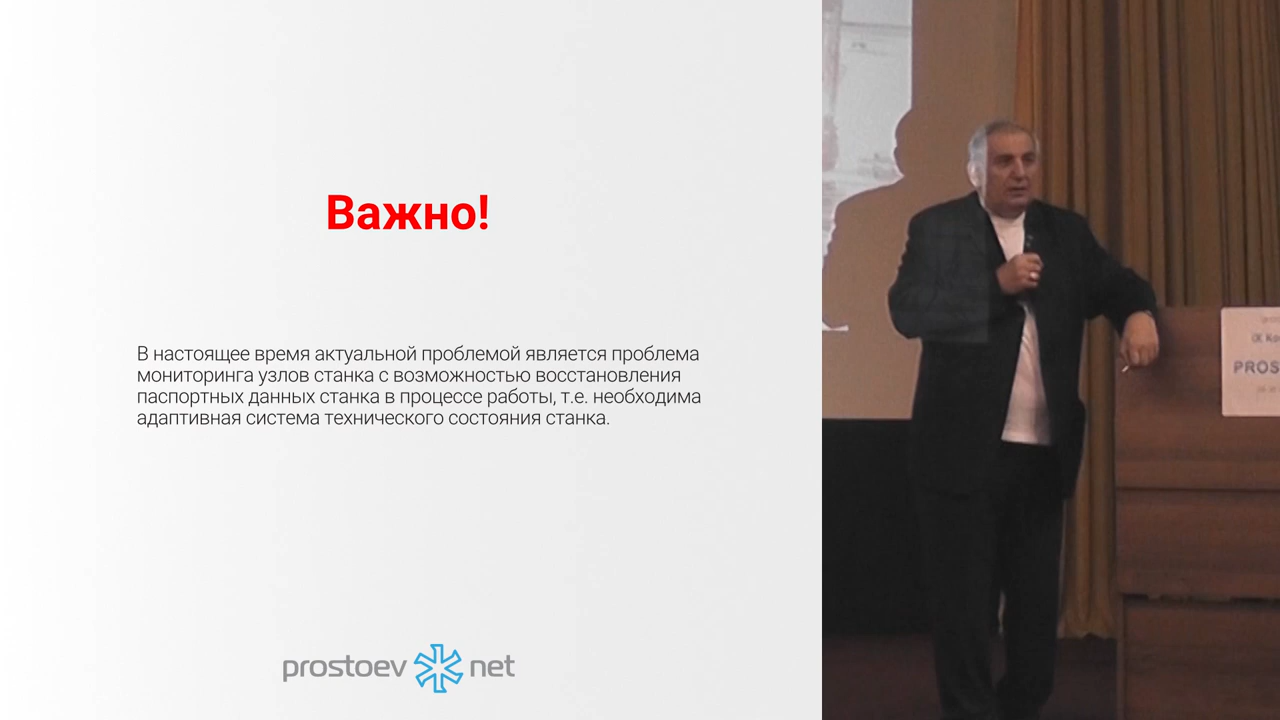 Важно!
В настоящее время актуальной проблемой является проблема
мониторинга узлов станка с возможностью восстановления
паспортных данных станка в процессе работы, т.е. необходима
адаптивная система технического состояния станка.
prostoev net
PROS